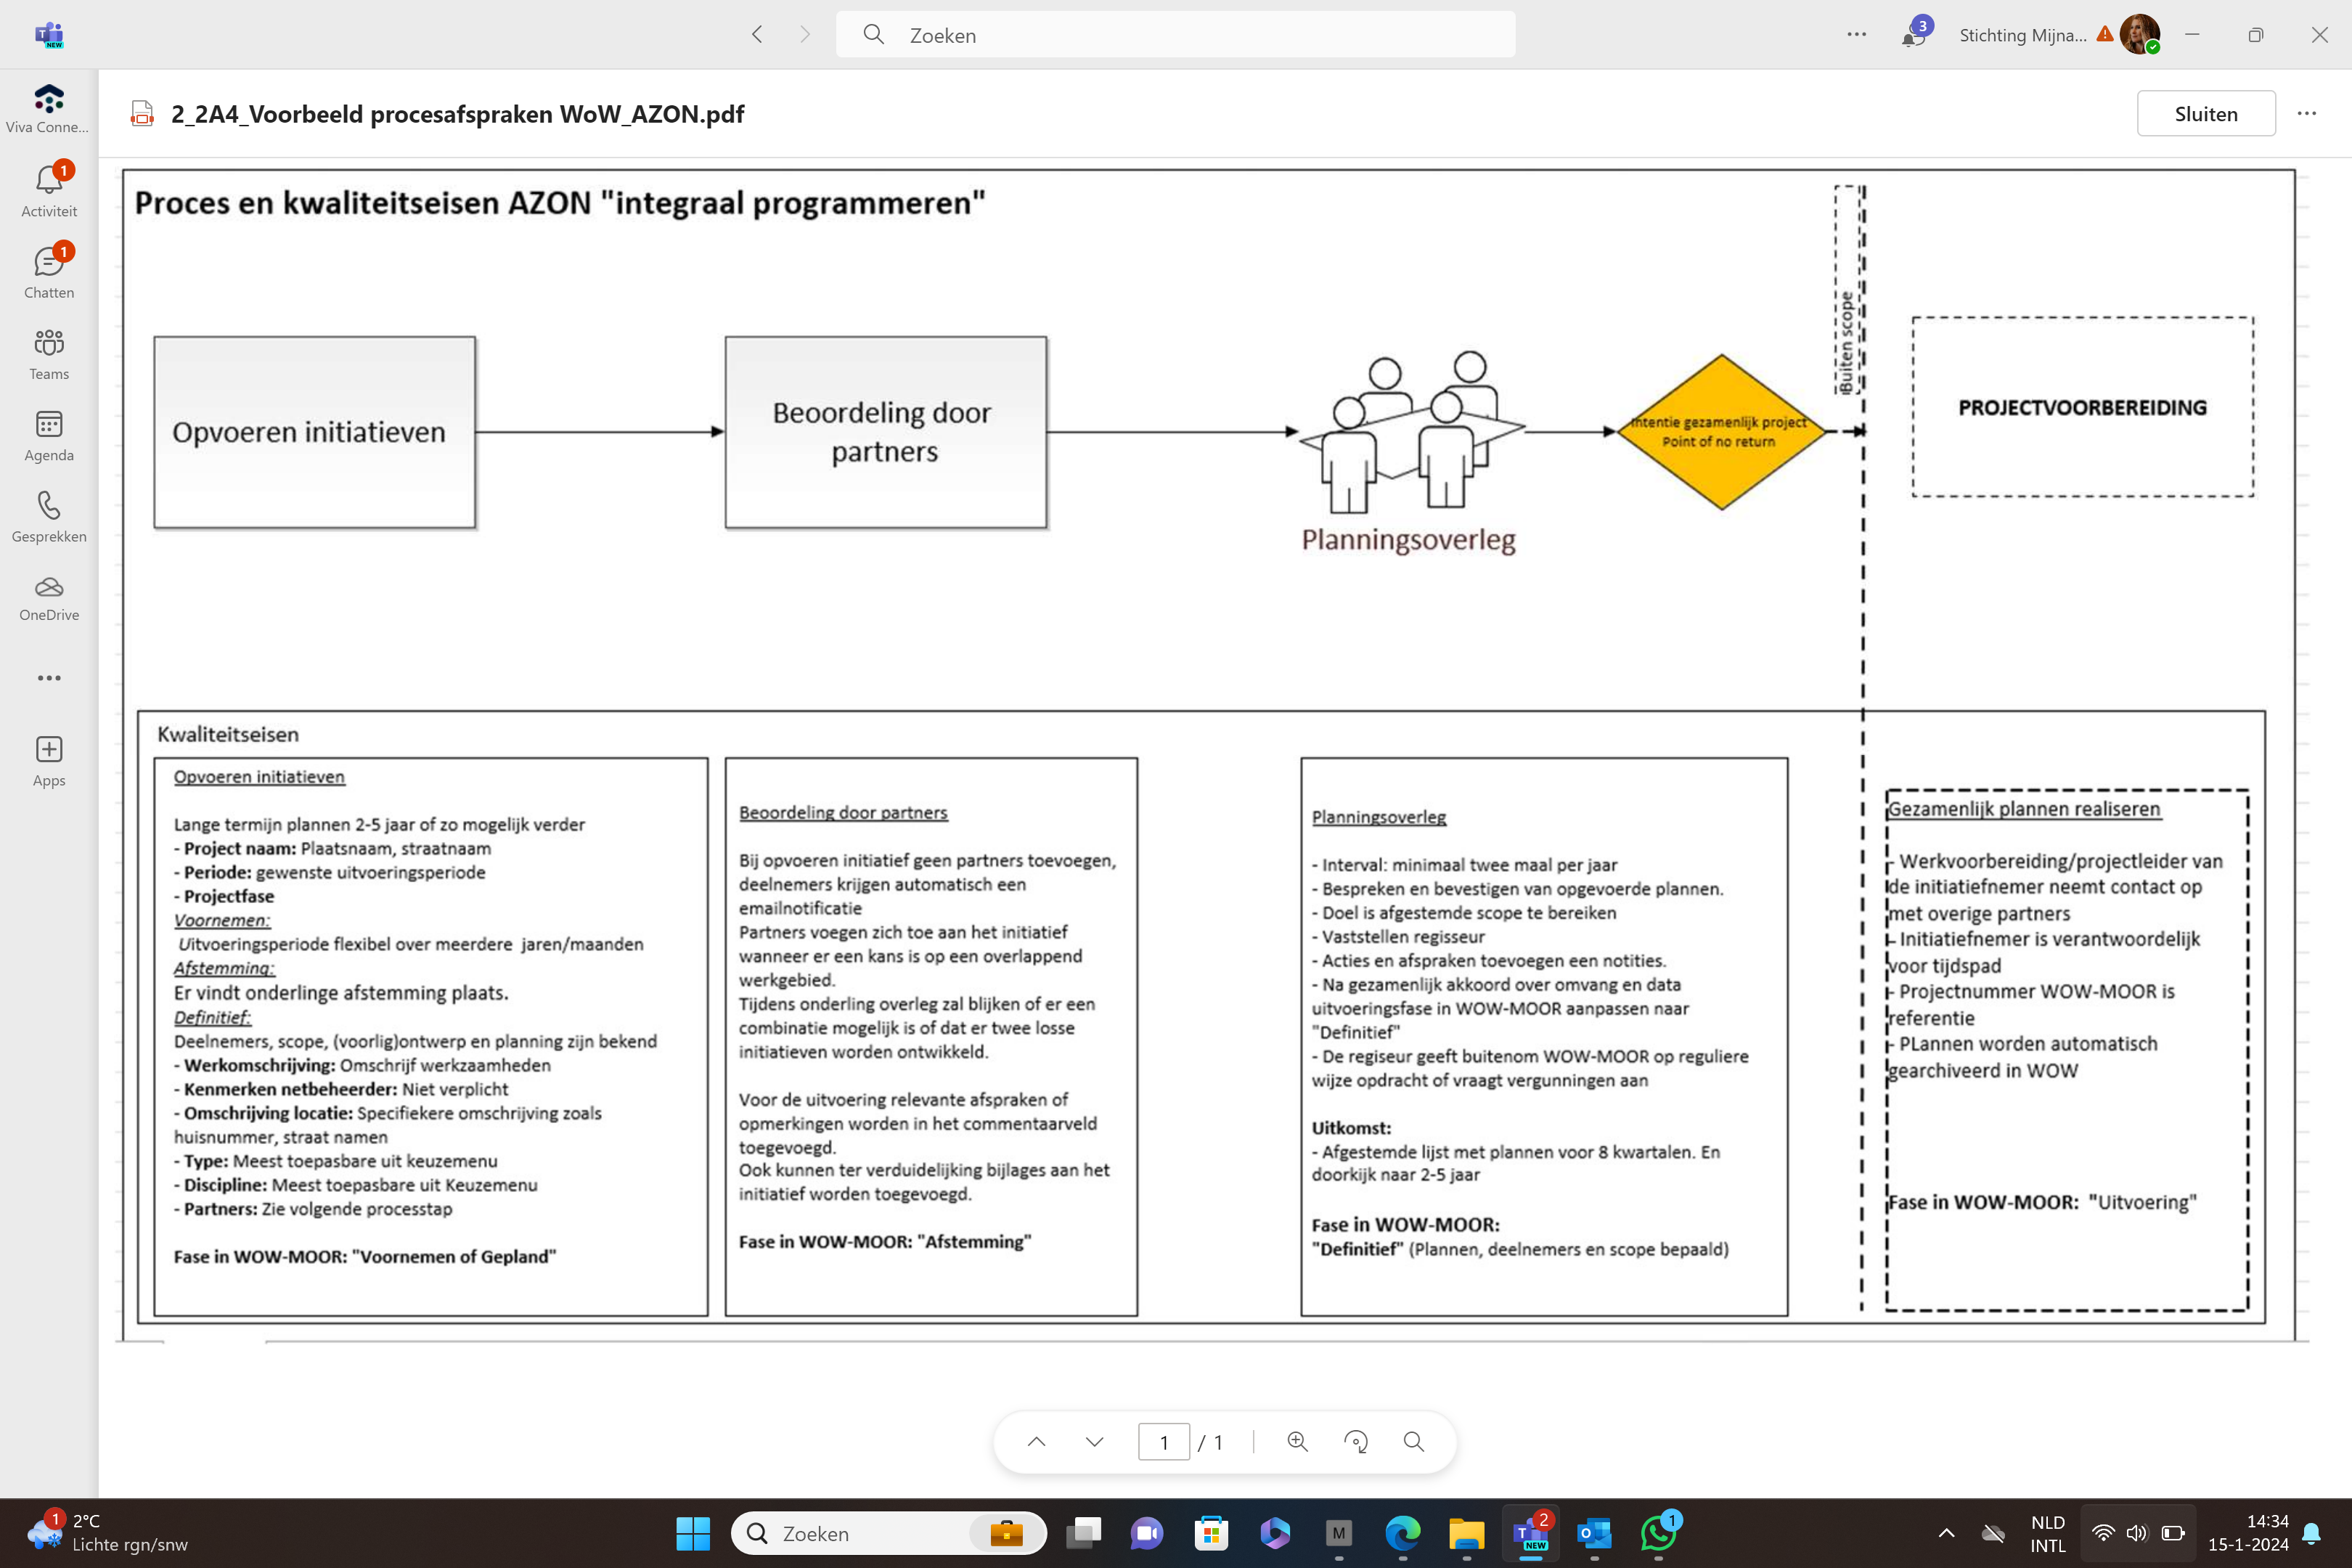 NEW
Zoeken
3
Stichting Mijna...
Viva Conne...
1
Activiteit
1
Chatten
Teams
Agenda
Gesprekken
OneDrive
Apps
2_2A4_Voorbeeld procesafspraken WoW_AZON.pdf
Sluiten
Proces en kwaliteitseisen AZON "integraal programmeren"
Buiten scope
Opvoeren initiatieven
Beoordeling door
partners
Planningsoverleg
Intentie gezamenlijk project
Point of no return
PROJECTVOORBEREIDING
Kwaliteitseisen
Opvoeren initiatieven
Lange termijn plannen 2-5 jaar of zo mogelijk verder
- Project naam: Plaatsnaam, straatnaam
- Periode: gewenste uitvoeringsperiode
- Projectfase
Voornemen:
Uitvoeringsperiode flexibel over meerdere jaren/maanden
Afstemming:
Er vindt onderlinge afstemming plaats.
Definitief:
Deelnemers, scope, (voorlig)ontwerp en planning zijn bekend
- Werkomschrijving: Omschrijf werkzaamheden
- Kenmerken netbeheerder: Niet verplicht
- Omschrijving locatie: Specifiekere omschrijving zoals
huisnummer, straat namen
- Type: Meest toepasbare uit keuzemenu
- Discipline: Meest toepasbare uit Keuzemenu
- Partners: Zie volgende processtap
Fase in WOW-MOOR: "Voornemen of Gepland"
Beoordeling door partners
Bij opvoeren initiatief geen partners toevoegen,
deelnemers krijgen automatisch een
emailnotificatie
Partners voegen zich toe aan het initiatief
wanneer er een kans is op een overlappend
werkgebied.
Tijdens onderling overleg zal blijken of er een
combinatie mogelijk is of dat er twee losse
initiatieven worden ontwikkeld.
Voor de uitvoering relevante afspraken of
opmerkingen worden in het commentaarveld
toegevoegd.
Ook kunnen ter verduidelijking bijlages aan het
initiatief worden toegevoegd.
Fase in WOW-MOOR: "Afstemming"
Planningsoverleg
- Interval: minimaal twee maal per jaar
- Bespreken en bevestigen van opgevoerde plannen.
- Doel is afgestemde scope te bereiken
- Vaststellen regisseur
- Acties en afspraken toevoegen een notities.
- Na gezamenlijk akkoord over omvang en data
uitvoeringsfase in WOW-MOOR aanpassen naar
"Definitief"
- De regiseur geeft buitenom WOW-MOOR op reguliere
wijze opdracht of vraagt vergunningen aan
Uitkomst:
- Afgestemde lijst met plannen voor 8 kwartalen. En
doorkijk naar 2-5 jaar
Fase in WOW-MOOR:
"Definitief" (Plannen, deelnemers en scope bepaald)
Gezamenlijk plannen realiseren
- Werkvoorbereiding/projectleider van
de initiatiefnemer neemt contact op
met overige partners
- Initiatiefnemer is verantwoordelijk
voor tijdspad
- Projectnummer WOW-MOOR is
referentie
- PLannen worden automatisch
gearchiveerd in WOW
Fase in WOW-MOOR: "Uitvoering"
1 / 1
1
2°C
Lichte rgn/snw
Zoeken
M
2
NEW
1
NLD
INTL
14:34
15-1-2024